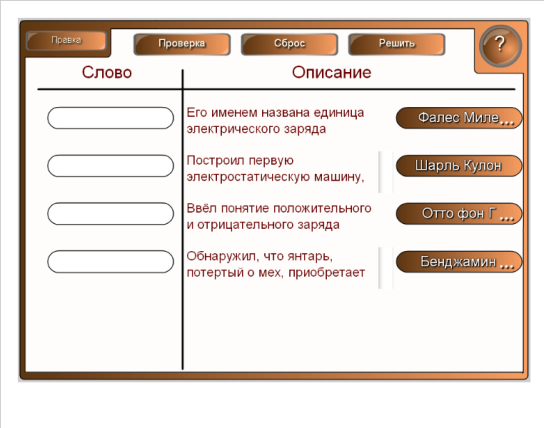 Правка
Проверка
Сброс
Решить
?
Слово
Описание
Его именем названа единица
электрического заряда
Фалес Миле...
Построил первую
электростатическую машину,
Шарль Кулон
Ввёл понятие положительного
и отрицательного заряда
Отто фон Г...
Обнаружил, что янтарь,
потертый о мех, приобретает
Бенджамин ...